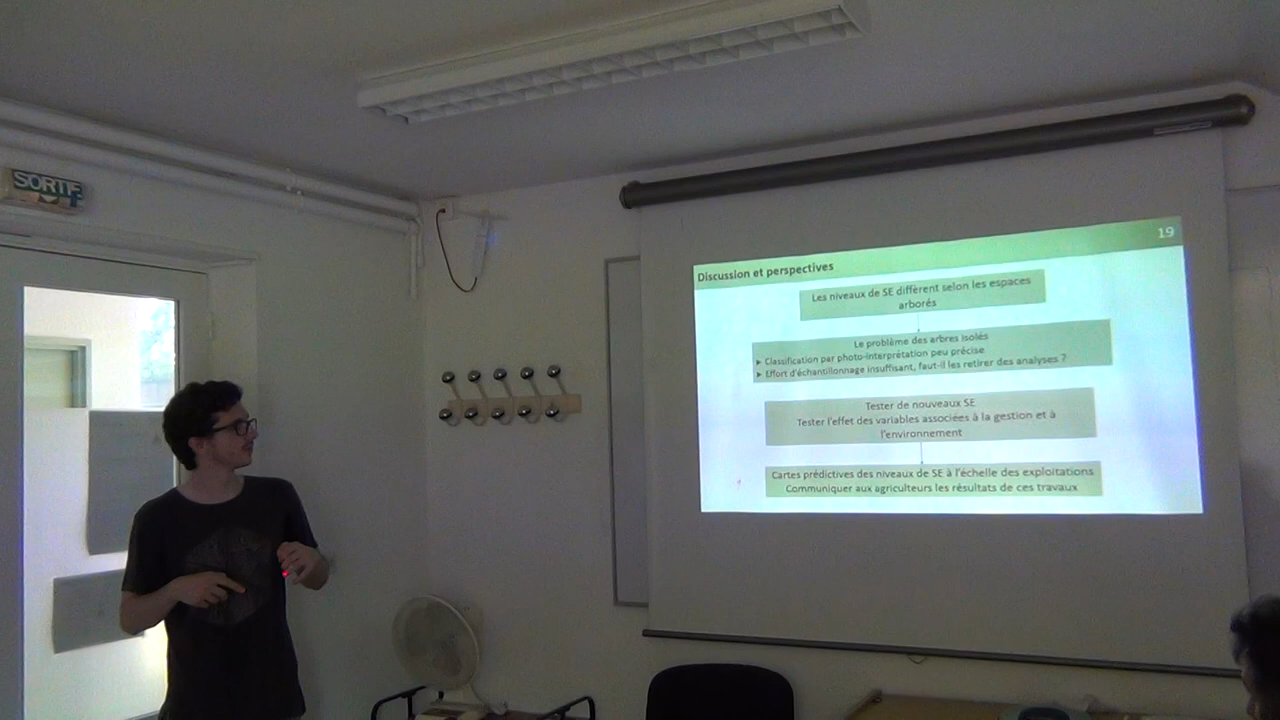 SORTIE
19
Discussion et perspectives
Les niveaux de SE diffèrent selon les espaces
arborés
Le problème des arbres isolés
➤ Classification par photo-interprétation peu précise
➤ Effort d'échantillonnage insuffisant, faut-il les retirer des analyses ?
Tester de nouveaux SE
Tester l'effet des variables associées à la gestion et à
l'environnement
Cartes prédictives des niveaux de SE à l'échelle des exploitations
Communiquer aux agriculteurs les résultats de ces travaux